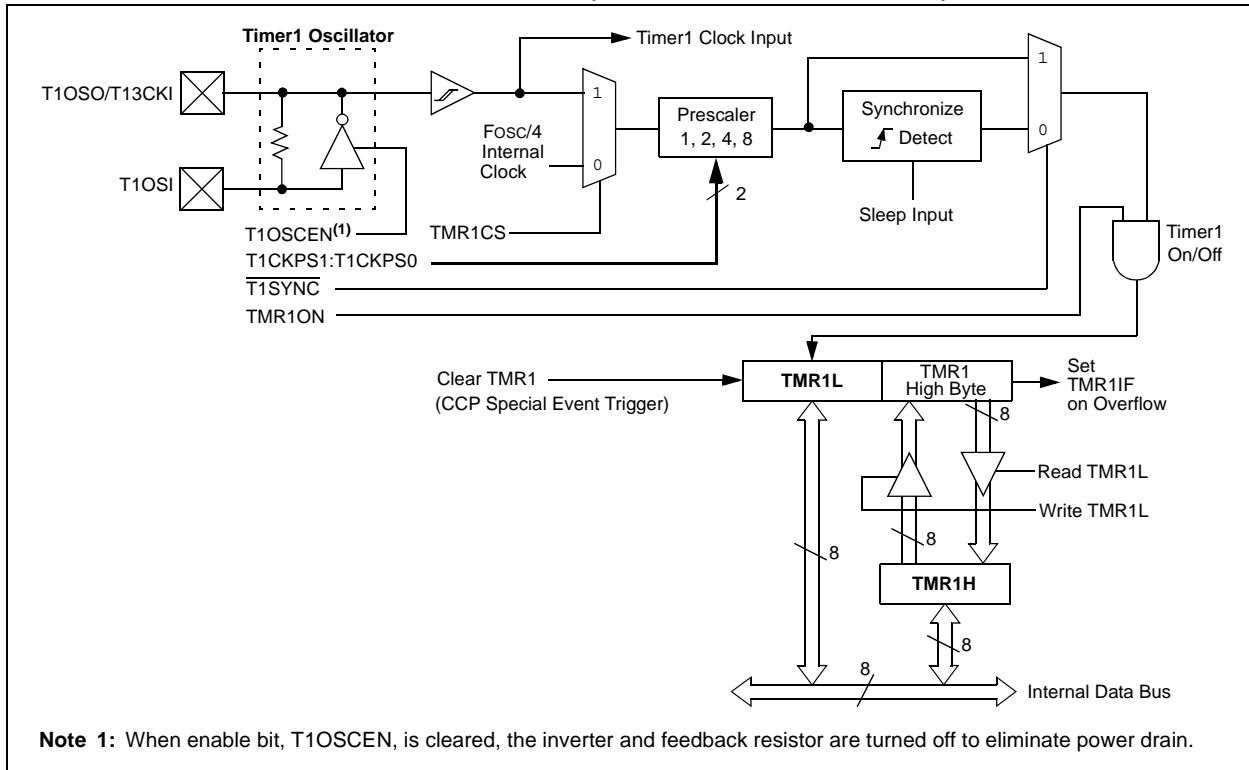 Timer1 Oscillator
Timer1 Clock Input
T1OSO/T13CKI
T1OSI
1
0
FOSC/4
Internal
Clock
Prescaler
1, 2, 4, 8
Synchronize
Detect
1
0
2
Sleep Input
T1OSCEN(1)
TMR1CS
T1CKPS1:T1CKPS0
T1SYNC
TMR1ON
Timer1
On/Off
Clear TMR1
(CCP Special Event Trigger)
TMR1L
TMR1
High Byte
Set
TMR1IF
on Overflow
8
Read TMR1L
Write TMR1L
8
8
TMR1H
8
8
Internal Data Bus
Note 1: When enable bit, T1OSCEN, is cleared, the inverter and feedback resistor are turned off to eliminate power drain.